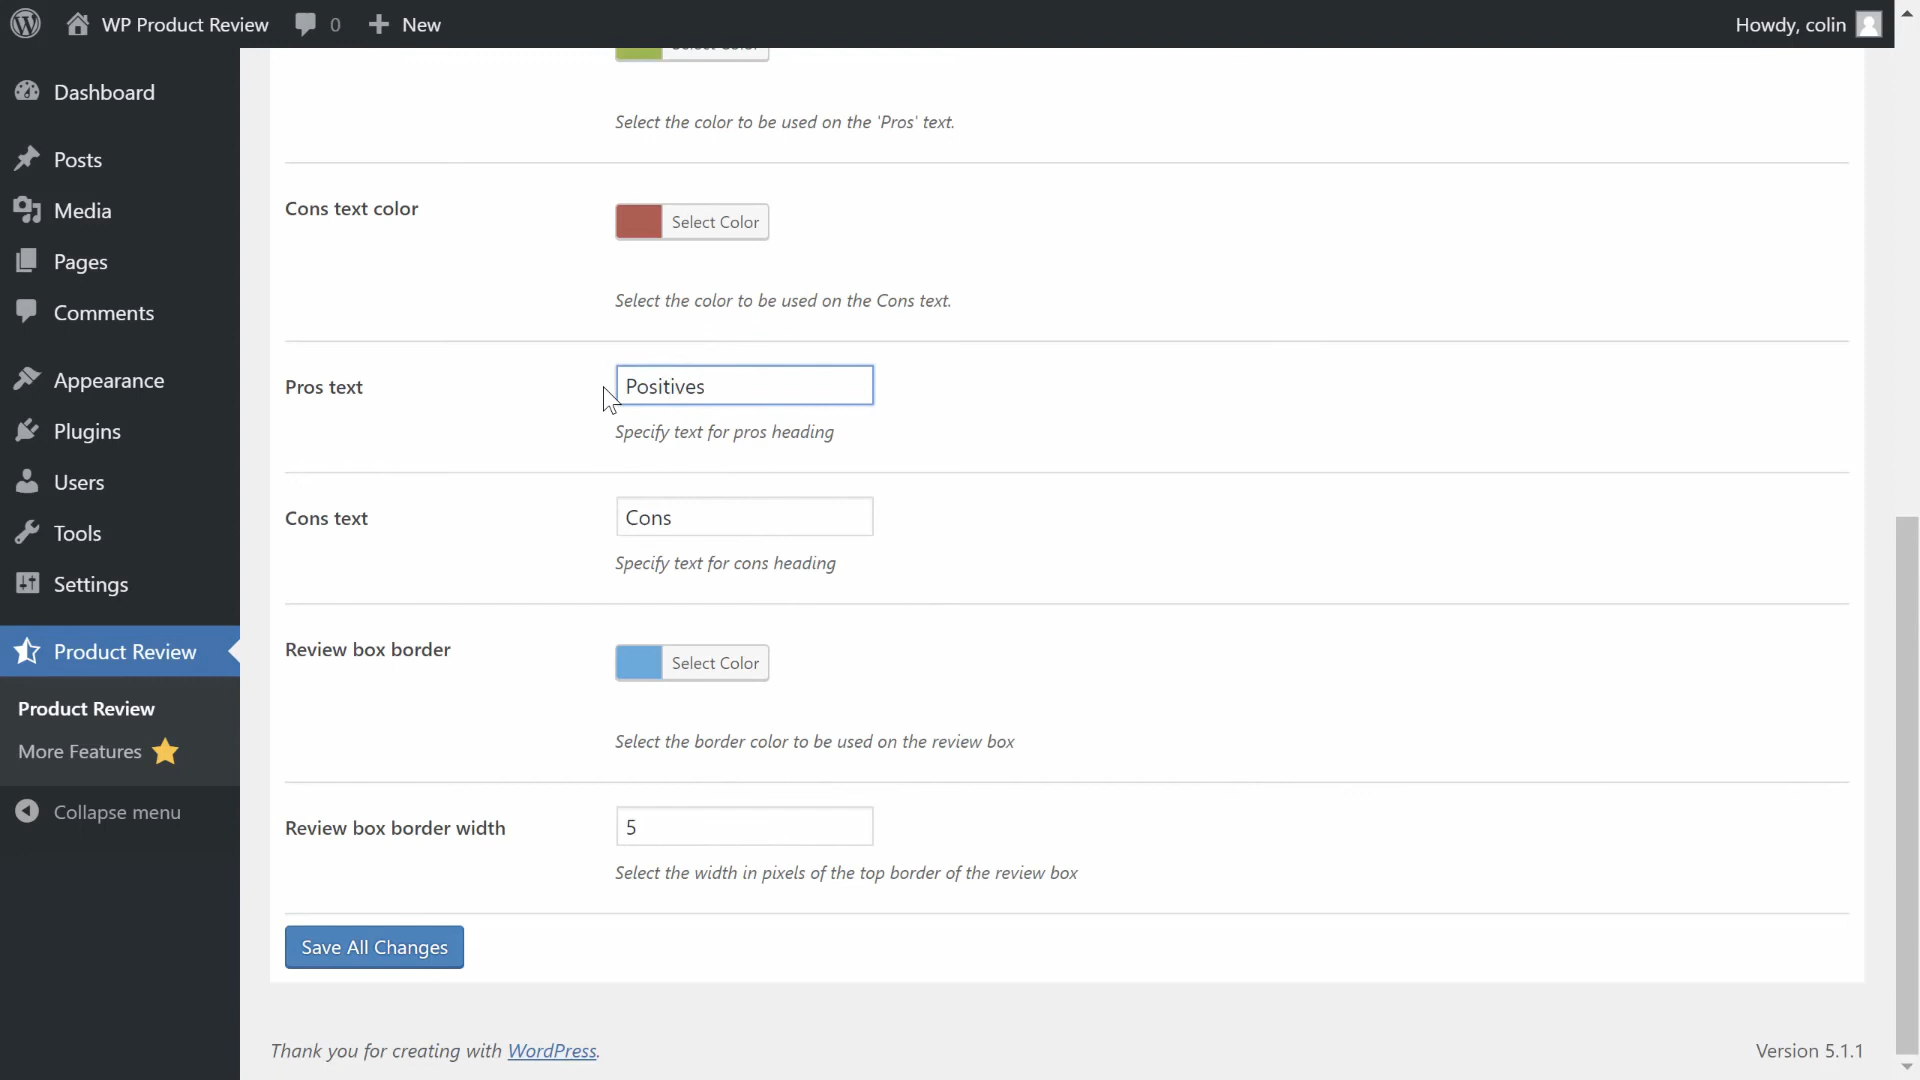 WP Product Review
0
New
Howdy, colin
Dashboard
Posts
Media
Pages
Comments
Appearance
Plugins
Users
Tools
Settings
Product Review
Product Review
More Features
Collapse menu
Select Color
Select the color to be used on the 'Pros' text.
Cons text color
Select Color
Select the color to be used on the Cons text.
Pros text
Positives
Specify text for pros heading
Cons text
Cons
Specify text for cons heading
Review box border
Select Color
Select the border color to be used on the review box
Review box border width
5
Select the width in pixels of the top border of the review box
Save All Changes
Thank you for creating with WordPress.
Version 5.1.1